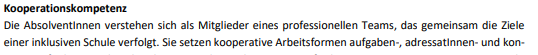 Kooperationskompetenz
Die AbsolventInnen verstehen sich als Mitglieder eines professionellen Teams, das gemeinsam die Ziele
einer inklusiven Schule verfolgt. Sie setzen kooperative Arbeitsformen aufgaben-, adressatInnen- und kon-